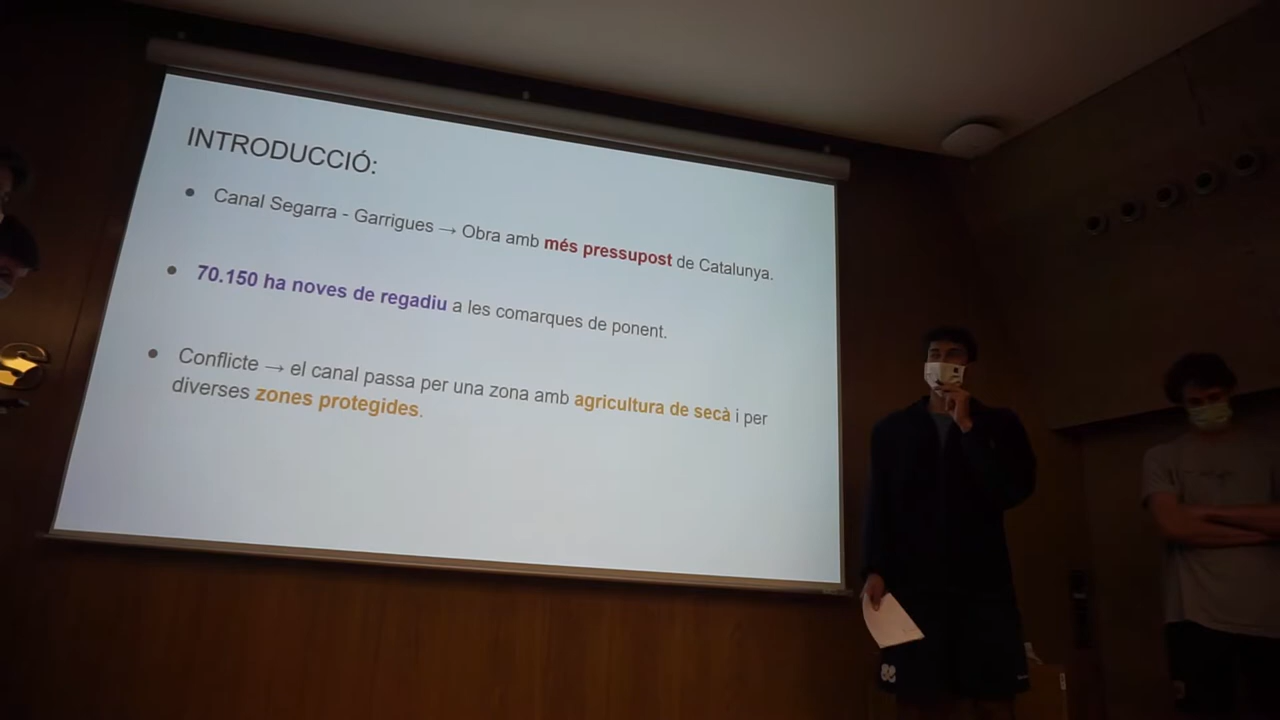 INTRODUCCIÓ:
● Canal Segarra - Garrigues → Obra amb més pressupost de Catalunya.
● 70.150 ha noves de regadiu a les comarques de ponent.
● Conflicte → el canal passa per una zona amb agricultura de secà i per
diverses zones protegides.